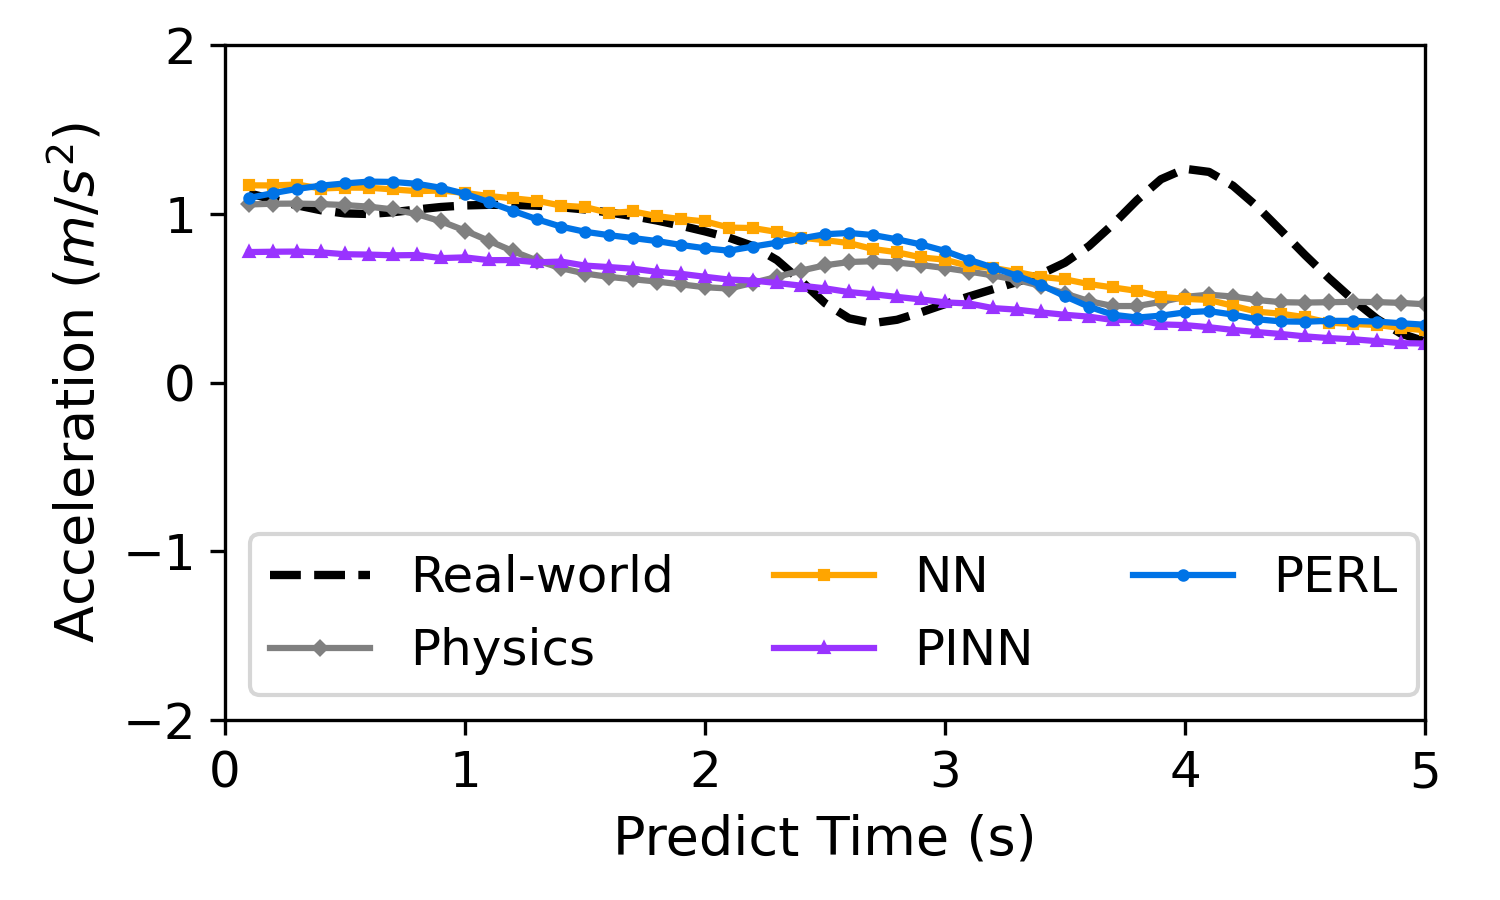 2
1
0
−1
−2
Acceleration (m/s²)
Real-world
NN
PERL
Physics
PINN
0 1 2 3 4 5
Predict Time (s)